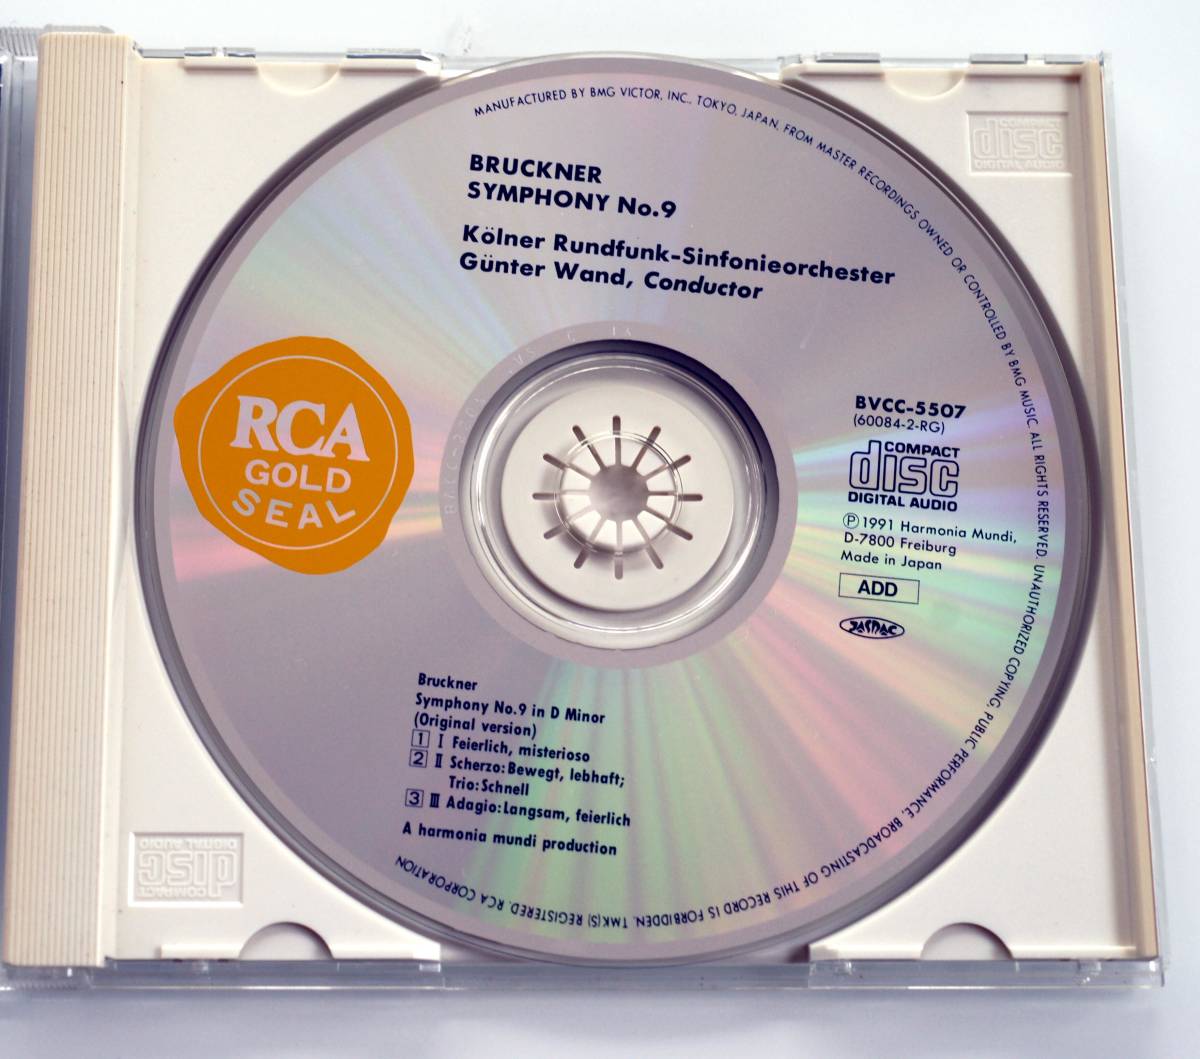 MANUFACTURED BY BMG VICTOR, INC., TOKYO, JAPAN, FROM MASTER RECORDINGS OWNED OR CONTROLLED BY BMG MUSIC. ALL RIGHTS RESERVED. UNAUTHORIZED COPYING, PUBLIC PERFORMANCE, BROADCASTING OF THIS RECORD IS FORBIDDEN. TMK(S) REGISTERED. RCA CORPORATION
BRUCKNER
SYMPHONY No.9
Kölner Rundfunk-Sinfonieorchester
Günter Wand, Conductor
RCA
GOLD
SEAL
BVCC-5507
(60084-2-RG)
COMPACT
disc
DIGITAL AUDIO
Ⓟ 1991 Harmonia Mundi,
D-7800 Freiburg
Made in Japan
ADD
JASRAC
Bruckner
Symphony No.9 in D Minor
(Original version)
1 Ⅰ Feierlich, misterioso
2 Ⅱ Scherzo: Bewegt, lebhaft;
Trio: Schnell
3 Ⅲ Adagio: Langsam, feierlich
A harmonia mundi production
COMPACT
disc
DIGITAL AUDIO
COMPACT
disc
DIGITAL AUDIO